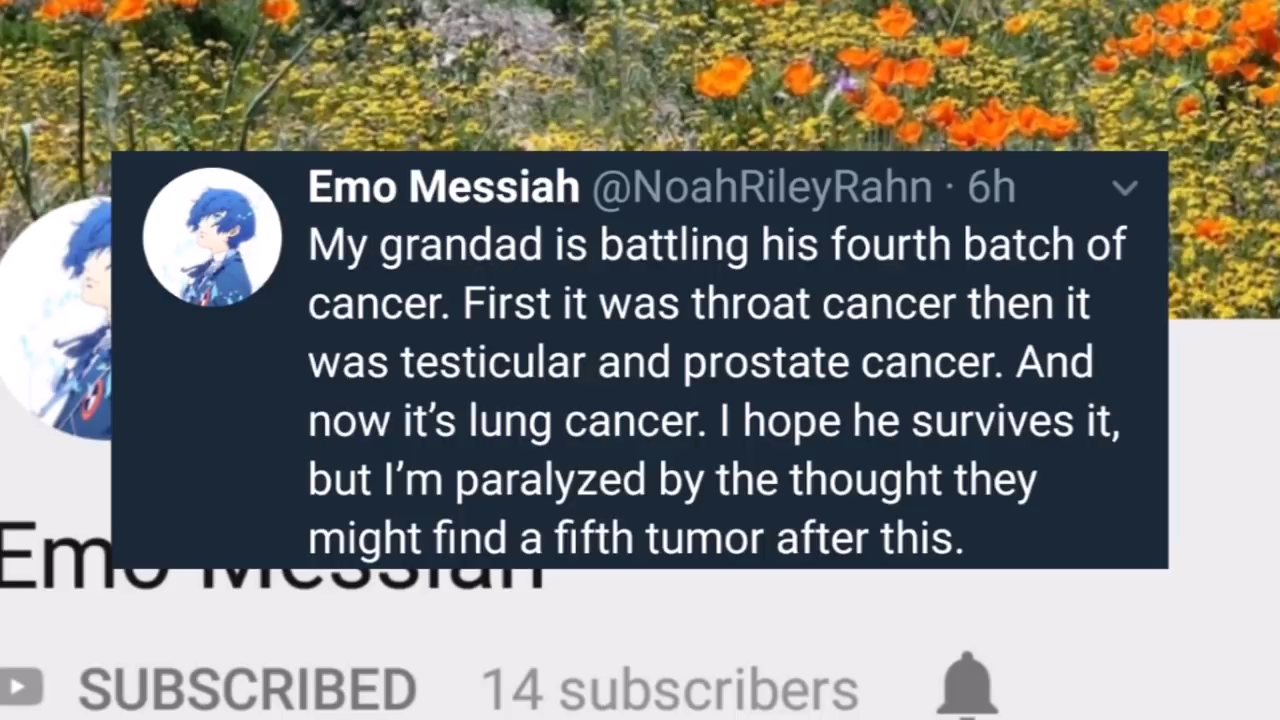 Emo Messiah @NoahRileyRahn · 6h
My grandad is battling his fourth batch of
cancer. First it was throat cancer then it
was testicular and prostate cancer. And
now it's lung cancer. I hope he survives it,
but I'm paralyzed by the thought they
might find a fifth tumor after this.
Emo Messiah
SUBSCRIBED 14 subscribers